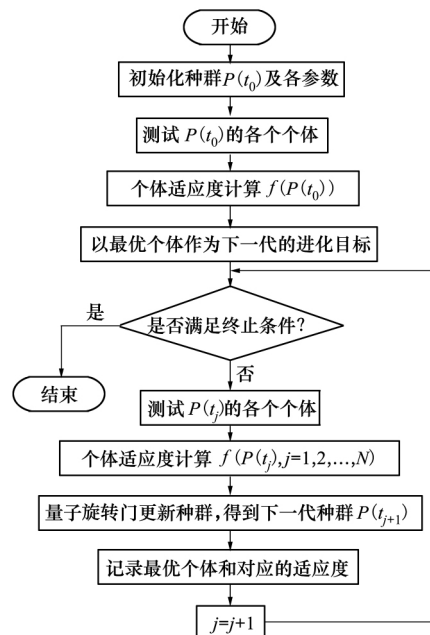 开始
初始化种群P(t₀)及各参数
测试 P(t₀)的各个个体
个体适应度计算 f(P(t₀))
以最优个体作为下一代的进化目标
是
是否满足终止条件?
结束
否
测试 P(tⱼ)的各个个体
个体适应度计算 f(P(tⱼ),j=1,2,…,N)
量子旋转门更新种群,得到下一代种群P(tⱼ₊₁)
记录最优个体和对应的适应度
j=j+1